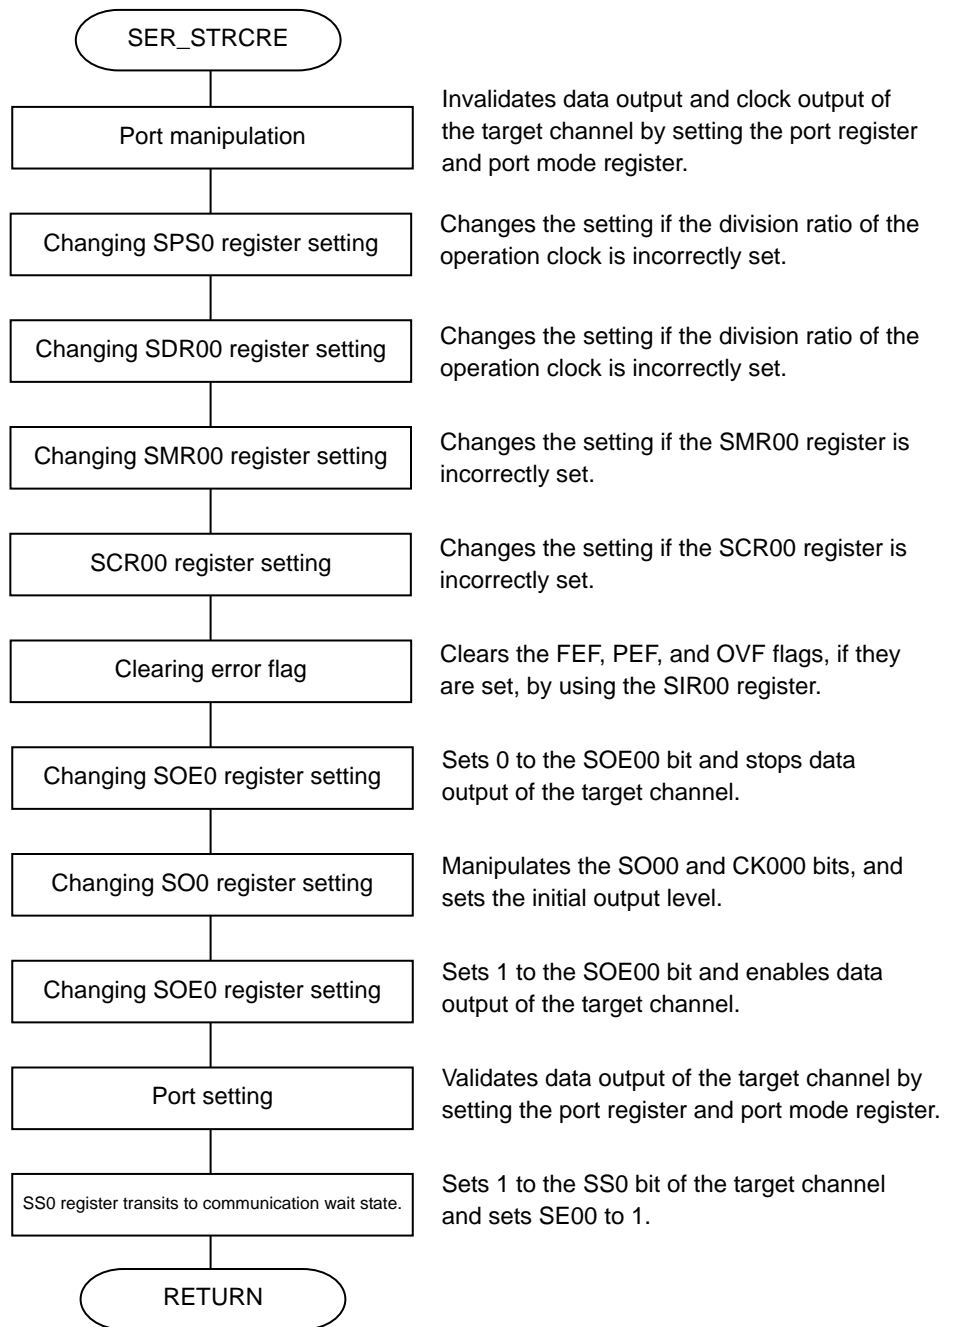 SER_STRCRE
Port manipulation
Invalidates data output and clock output of
the target channel by setting the port register
and port mode register.
Changing SPS0 register setting
Changes the setting if the division ratio of the
operation clock is incorrectly set.
Changing SDR00 register setting
Changes the setting if the division ratio of the
operation clock is incorrectly set.
Changing SMR00 register setting
Changes the setting if the SMR00 register is
incorrectly set.
SCR00 register setting
Changes the setting if the SCR00 register is
incorrectly set.
Clearing error flag
Clears the FEF, PEF, and OVF flags, if they
are set, by using the SIR00 register.
Changing SOE0 register setting
Sets 0 to the SOE00 bit and stops data
output of the target channel.
Changing SO0 register setting
Manipulates the SO00 and CK000 bits, and
sets the initial output level.
Changing SOE0 register setting
Sets 1 to the SOE00 bit and enables data
output of the target channel.
Port setting
Validates data output of the target channel by
setting the port register and port mode register.
SS0 register transits to communication wait state.
Sets 1 to the SS0 bit of the target channel
and sets SE00 to 1.
RETURN